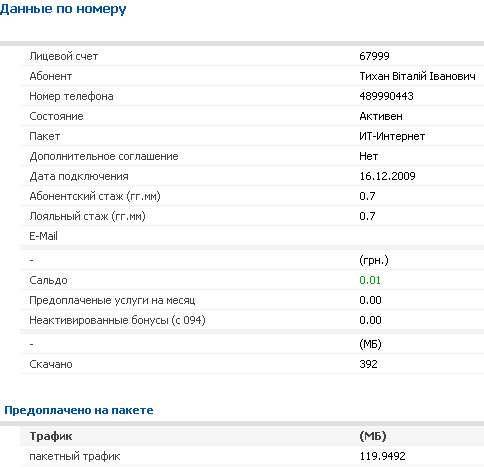 Данные по номеру
Лицевой счет 67999
Абонент Тихан Віталій Іванович
Номер телефона 489990443
Состояние Активен
Пакет ИТ-Интернет
Дополнительное соглашение Нет
Дата подключения 16.12.2009
Абонентский стаж (гг.мм) 0.7
Лояльный стаж (гг.мм) 0.7
E-Mail
- (грн.)
Сальдо 0.01
Предоплаченые услуги на месяц 0.00
Неактивированные бонусы (с 094) 0.00
- (МБ)
Скачано 392
Предоплачено на пакете
Трафик (МБ)
пакетный трафик 119.9492